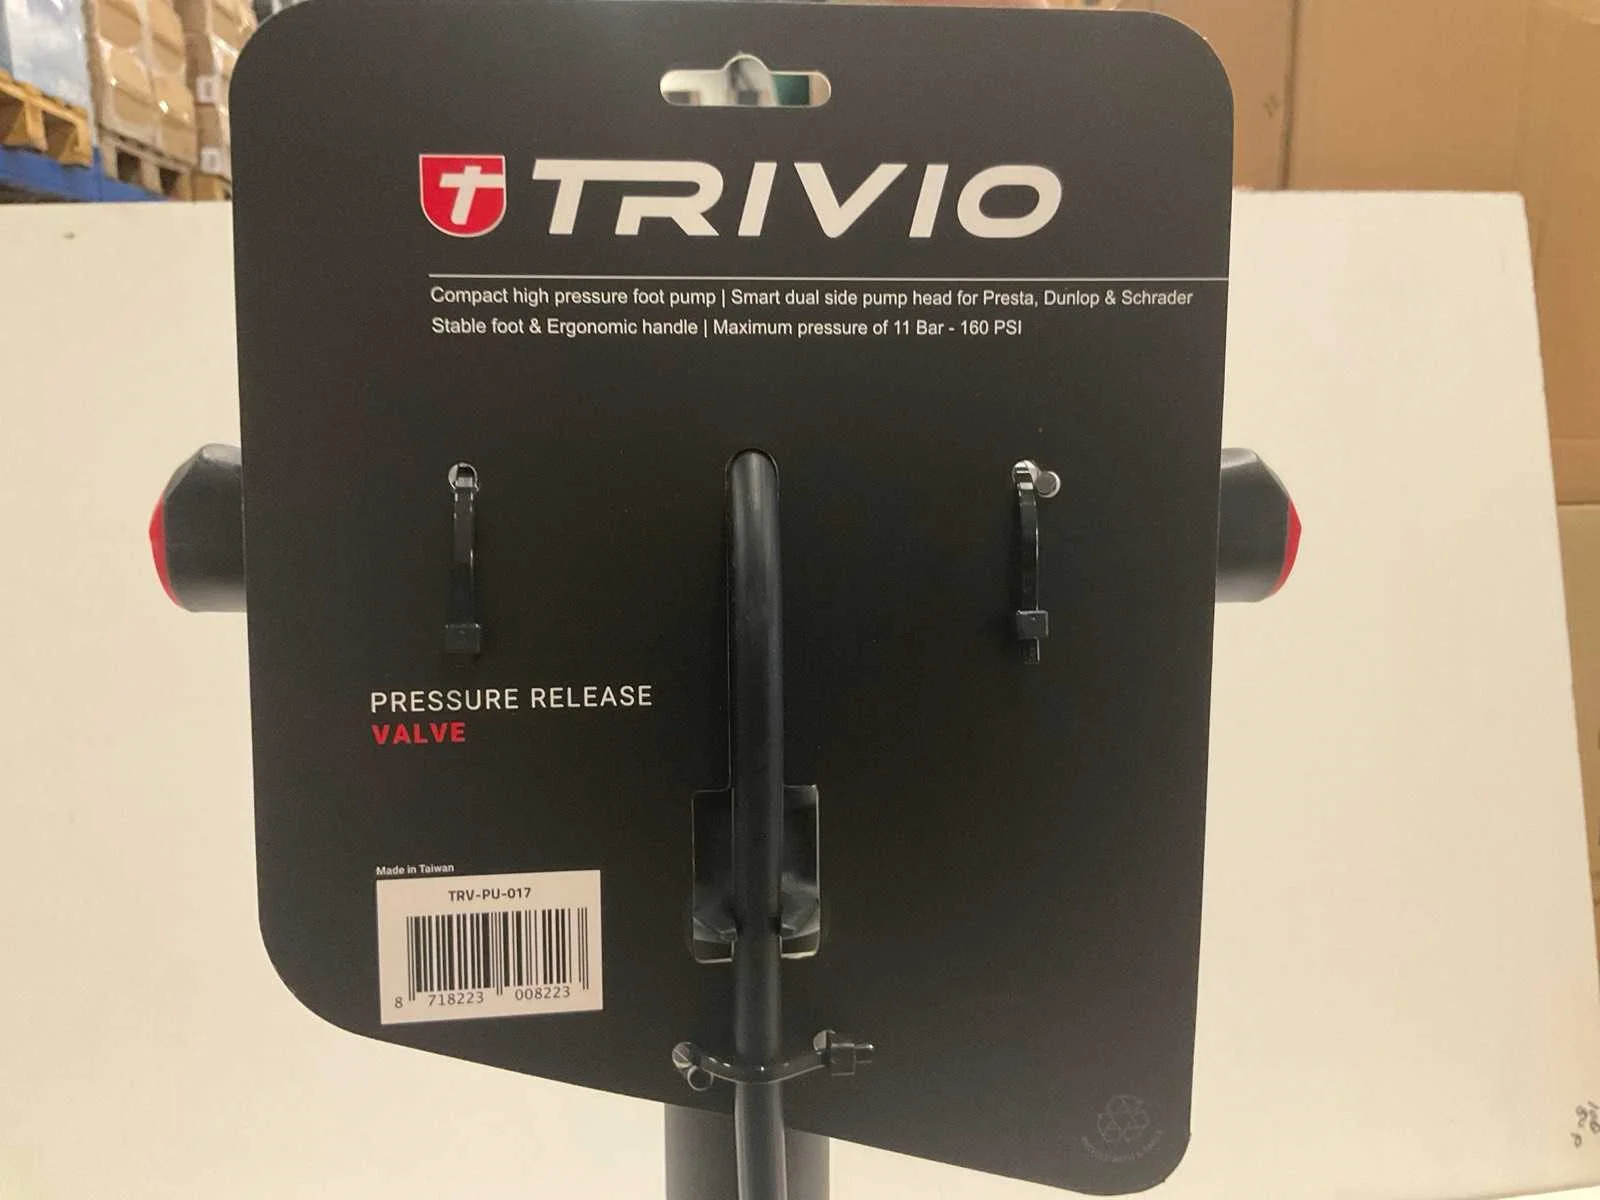 TRIVIO
Compact high pressure foot pump | Smart dual side pump head for Presta, Dunlop & Schrader
Stable foot & Ergonomic handle | Maximum pressure of 11 Bar - 160 PSI
PRESSURE RELEASE
VALVE
Made in Taiwan
TRV-PU-017
8 718223 008223